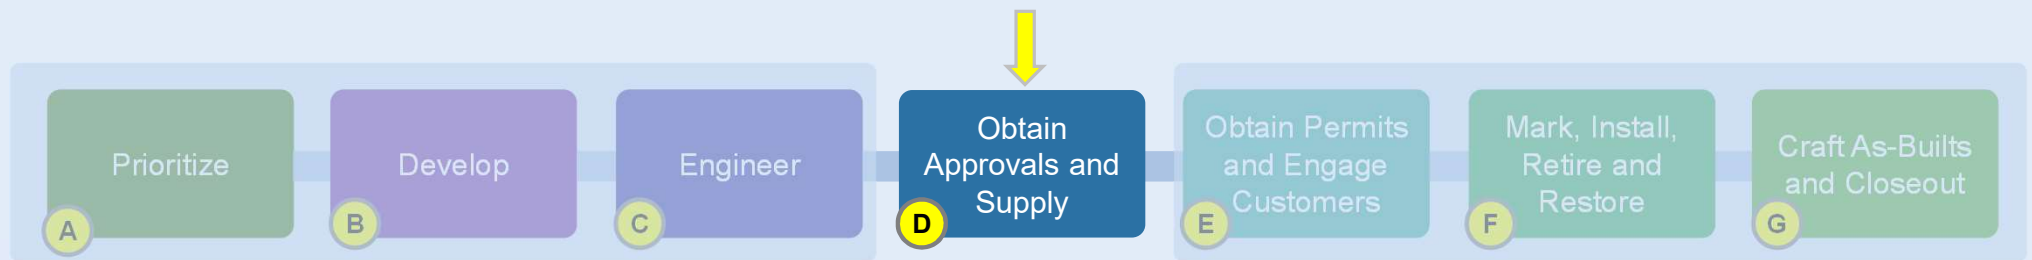 Prioritize
A
Develop
B
Engineer
C
Obtain
Approvals and
Supply
D
Obtain Permits
and Engage
Customers
E
Mark, Install,
Retire and
Restore
F
Craft As-Builts
and Closeout
G